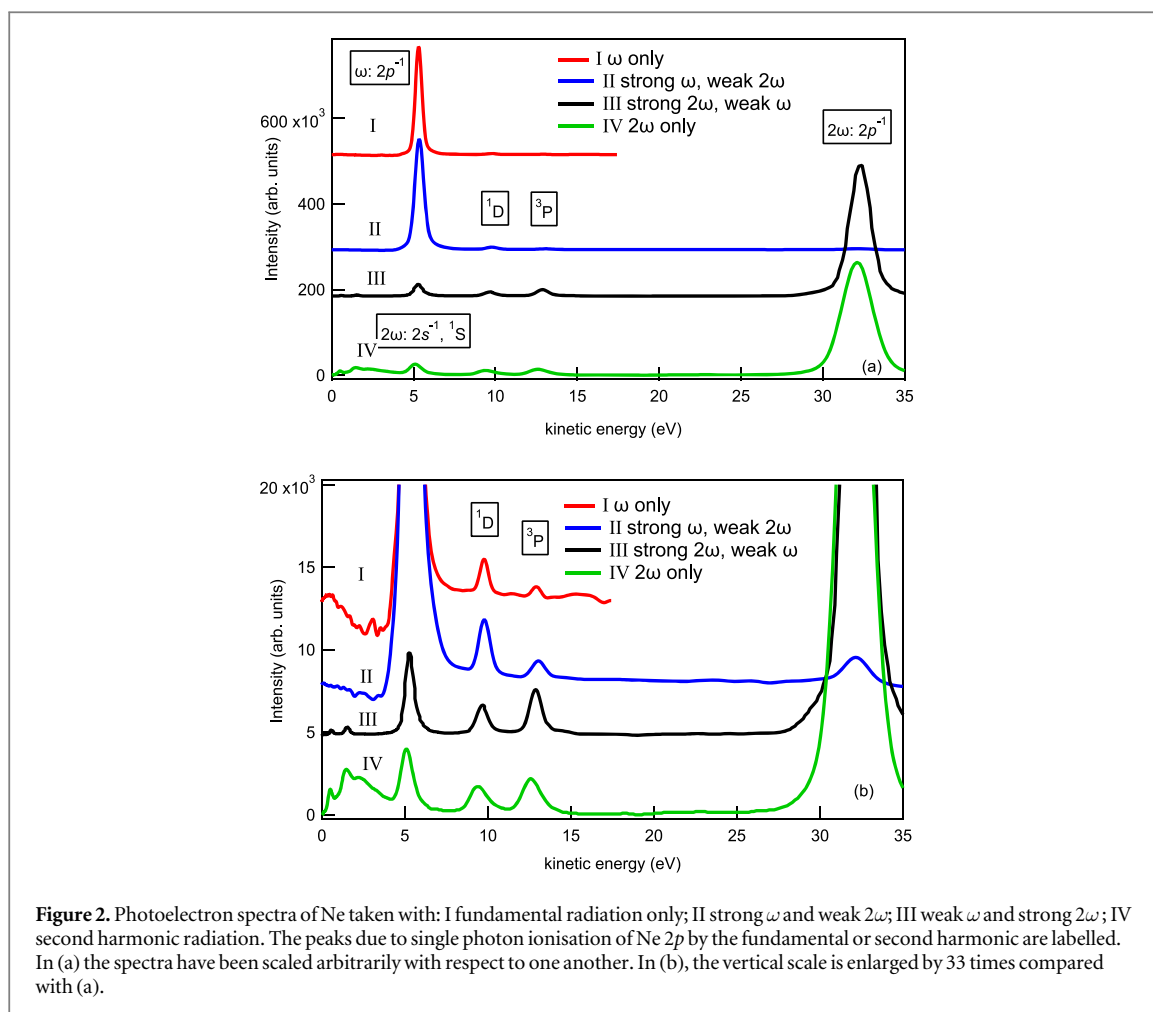 ω: 2p⁻¹
I ω only
II strong ω, weak 2ω
III strong 2ω, weak ω
IV 2ω only
2ω: 2p⁻¹
600 x10³
400
200
0
Intensity (arb. units)
I
II
III
IV
¹D
³P
2ω: 2s⁻¹, ¹S
(a)
0 5 10 15 20 25 30 35
kinetic energy (eV)
20 x10³
15
10
5
0
Intensity (arb. units)
I ω only
II strong ω, weak 2ω
III strong 2ω, weak ω
IV 2ω only
¹D
³P
I
II
III
IV
(b)
0 5 10 15 20 25 30 35
kinetic energy (eV)
Figure 2. Photoelectron spectra of Ne taken with: I fundamental radiation only; II strong ω and weak 2ω; III weak ω and strong 2ω; IV
second harmonic radiation. The peaks due to single photon ionisation of Ne 2p by the fundamental or second harmonic are labelled.
In (a) the spectra have been scaled arbitrarily with respect to one another. In (b), the vertical scale is enlarged by 33 times compared
with (a).